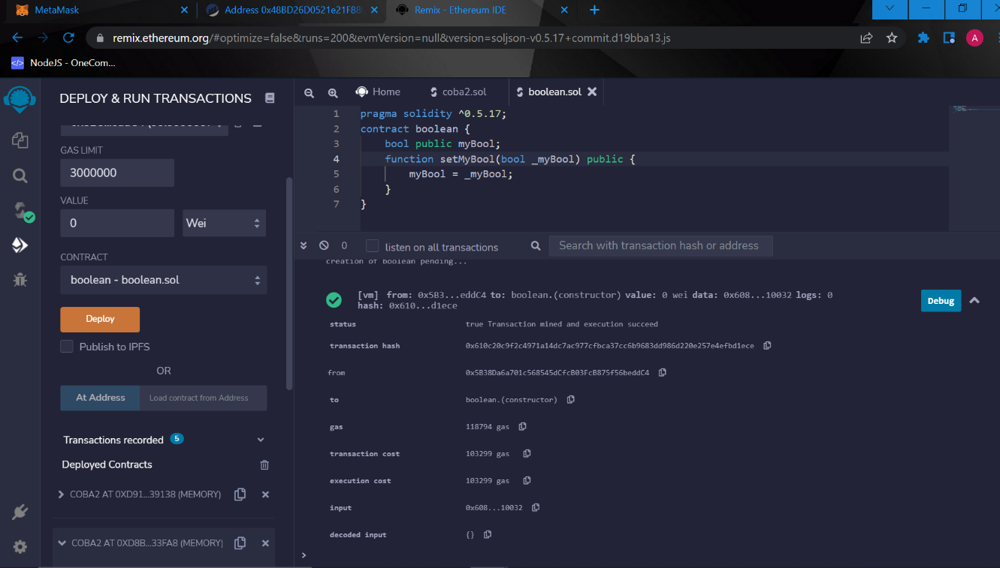 MetaMask
Address 0x48BD26D0521e21F8B
Remix - Ethereum IDE
remix.ethereum.org/#optimize=false&runs=200&evmVersion=null&version=soljson-v0.5.17+commit.d19bba13.js
A
</> NodeJS - OneCom...
DEPLOY & RUN TRANSACTIONS
GAS LIMIT
3000000
VALUE
0
Wei
CONTRACT
boolean - boolean.sol
Deploy
Publish to IPFS
OR
At Address
Load contract from Address
Transactions recorded 5
Deployed Contracts
COBA2 AT 0XD91...39138 (MEMORY)
COBA2 AT 0XD8B...33FA8 (MEMORY)
Home
coba2.sol
boolean.sol
1 pragma solidity ^0.5.17;
2 contract boolean {
3 bool public myBool;
4 function setMyBool(bool _myBool) public {
5 myBool = _myBool;
6 }
7 }
0
listen on all transactions
Search with transaction hash or address
creation of boolean pending...
[vm] from: 0x5B3...eddC4 to: boolean.(constructor) value: 0 wei data: 0x608...10032 logs: 0
hash: 0x610...d1ece
Debug
status true Transaction mined and execution succeed
transaction hash 0x610c20c9f2c4971a14dc7ac977cfbca37cc6b9683dd986d220e257e4efbd1ece
from 0x5B38Da6a701c568545dCfcB03FcB875f56beddC4
to boolean.(constructor)
gas 118794 gas
transaction cost 103299 gas
execution cost 103299 gas
input 0x608...10032
decoded input {}
>